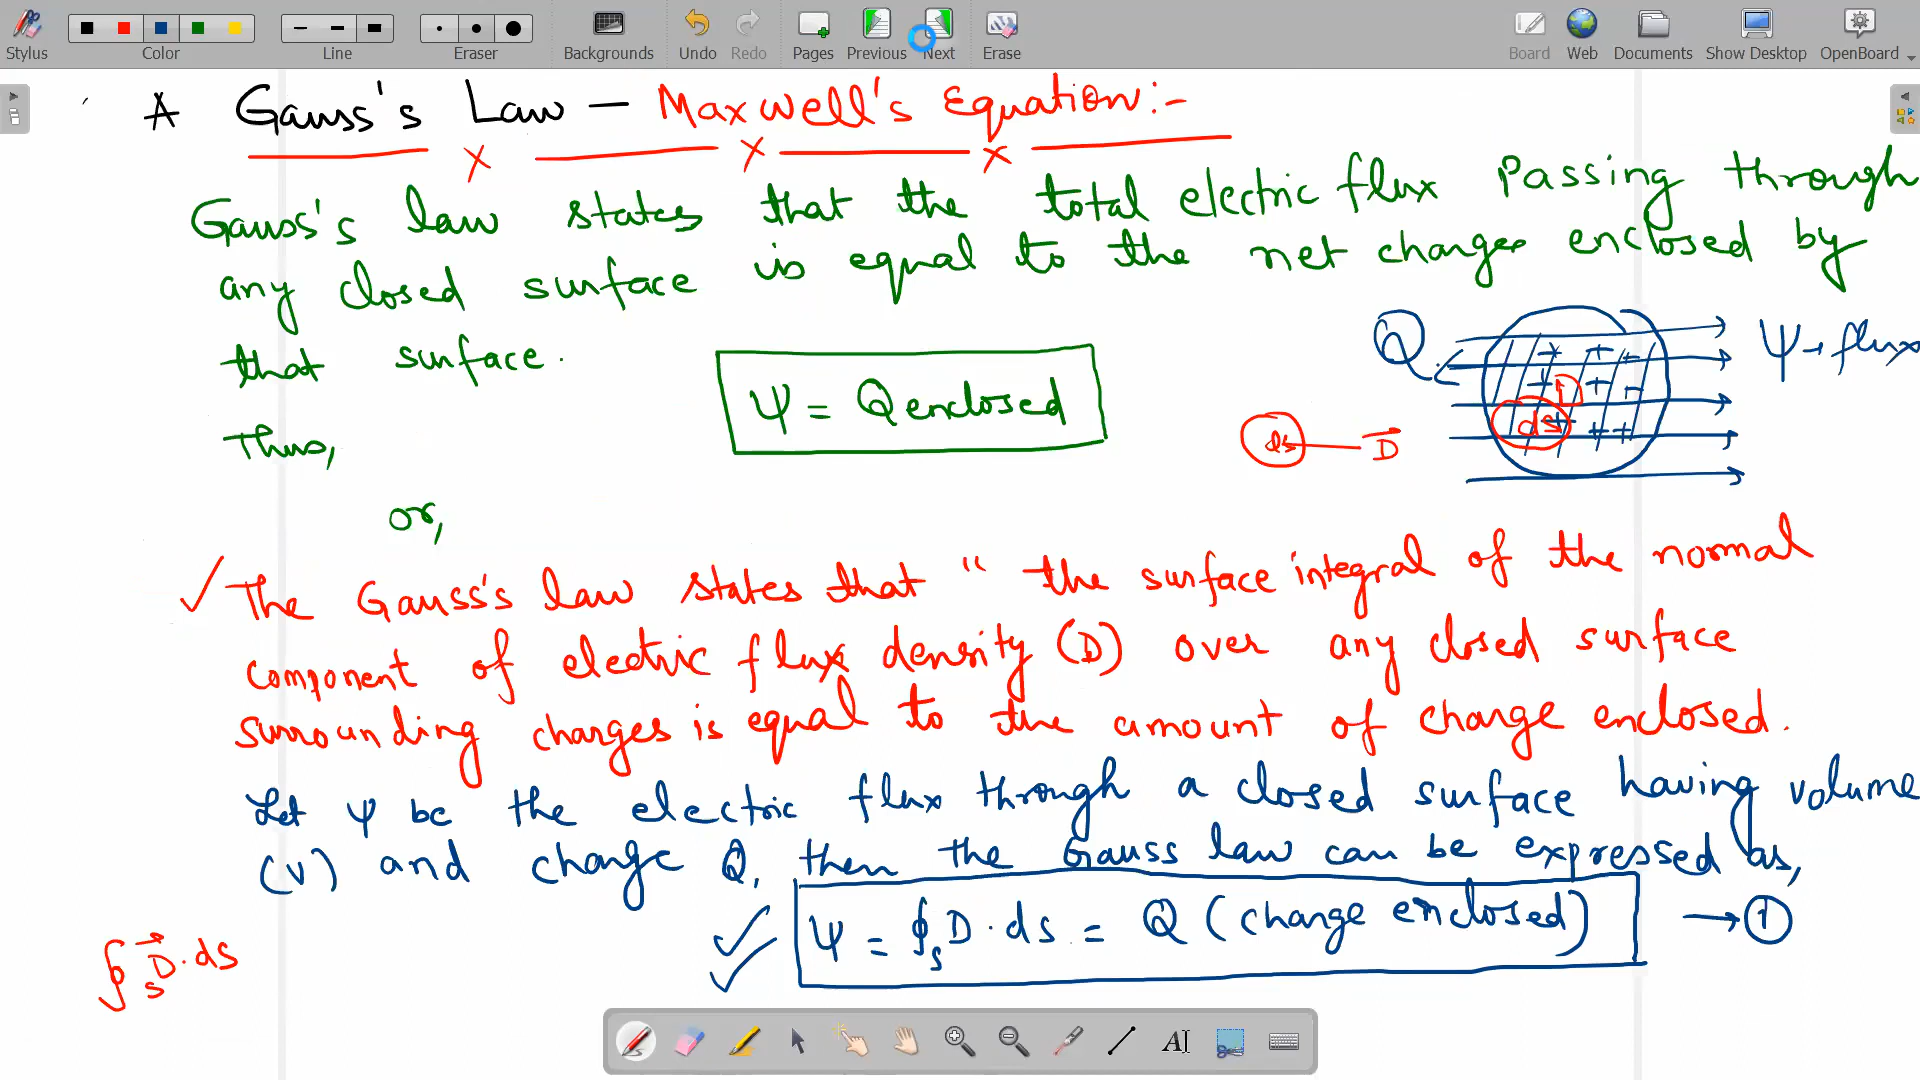 Stylus Color Line Eraser Backgrounds Undo Redo Pages Previous Next Erase Board Web Documents Show Desktop OpenBoard
A Gauss's Law — Maxwell's Equation:-
Gauss's law states that the total electric flux Passing through
any closed surface is equal to the net charge enclosed by
that surface.
Q
ψ → flux
ψ = Q enclosed
ds
ds D
Thus,
or,
✓ The Gauss's law states that " the surface integral of the normal
component of electric flux density (D) over any closed surface
surrounding charges is equal to the amount of charge enclosed.
Let ψ be the electric flux through a closed surface having volume
(v) and charge Q, then the Gauss law can be expressed as,
ψ = ∮s D . ds = Q (charge enclosed) → 1
∮s D . ds